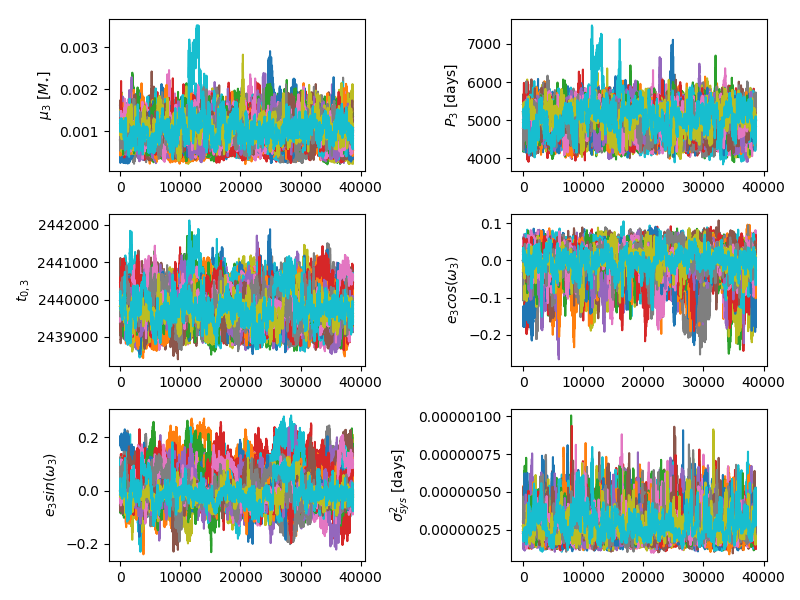 μ₃ [M⋆]
0.003
0.002
0.001
0 10000 20000 30000 40000
P₃ [days]
7000
6000
5000
4000
0 10000 20000 30000 40000
t₀,₃
2442000
2441000
2440000
2439000
0 10000 20000 30000 40000
e₃cos(ω₃)
0.1
0.0
−0.1
−0.2
0 10000 20000 30000 40000
e₃sin(ω₃)
0.2
0.0
−0.2
0 10000 20000 30000 40000
σ²sys [days]
0.00000100
0.00000075
0.00000050
0.00000025
0 10000 20000 30000 40000